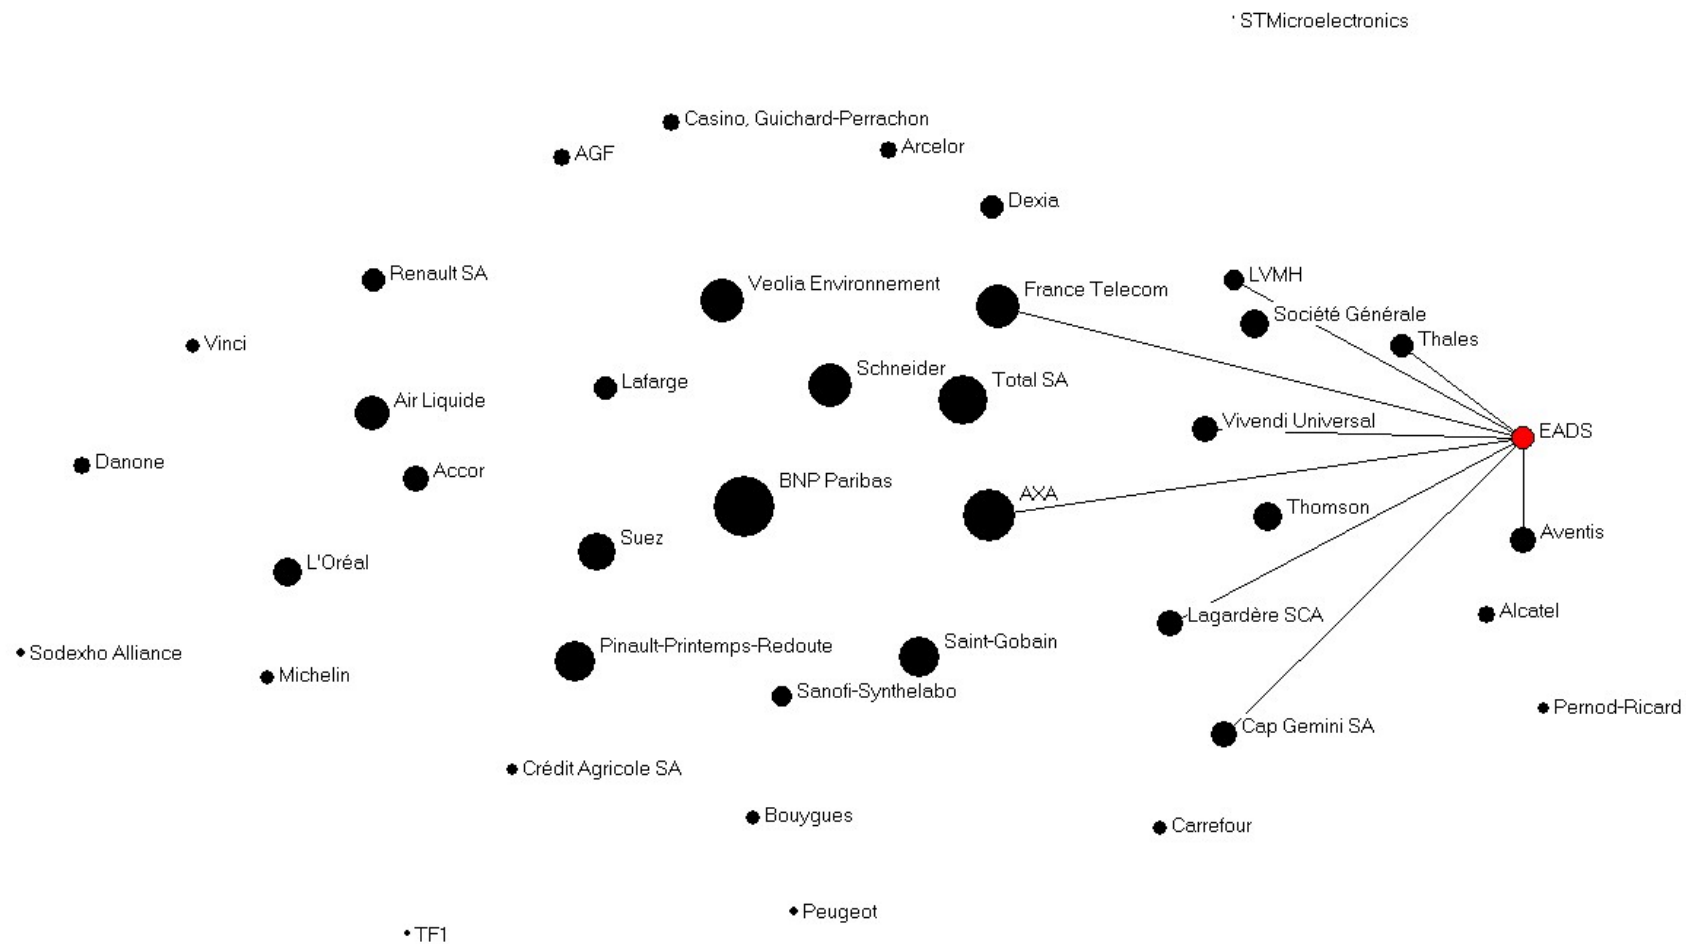 STMicroelectronics
Casino, Guichard-Perrachon
Arcelor
AGF
Dexia
Renault SA
LVMH
Veolia Environnement
France Telecom
Société Générale
Thales
Vinci
Schneider
Total SA
Lafarge
Air Liquide
Vivendi Universal
EADS
Danone
Accor
BNP Paribas
AXA
Thomson
Suez
Aventis
L'Oréal
Alcatel
Lagardère SCA
Saint-Gobain
Pinault-Printemps-Redoute
Sodexho Alliance
Michelin
Sanofi-Synthelabo
Pernod-Ricard
Cap Gemini SA
Crédit Agricole SA
Bouygues
Carrefour
Peugeot
TF1